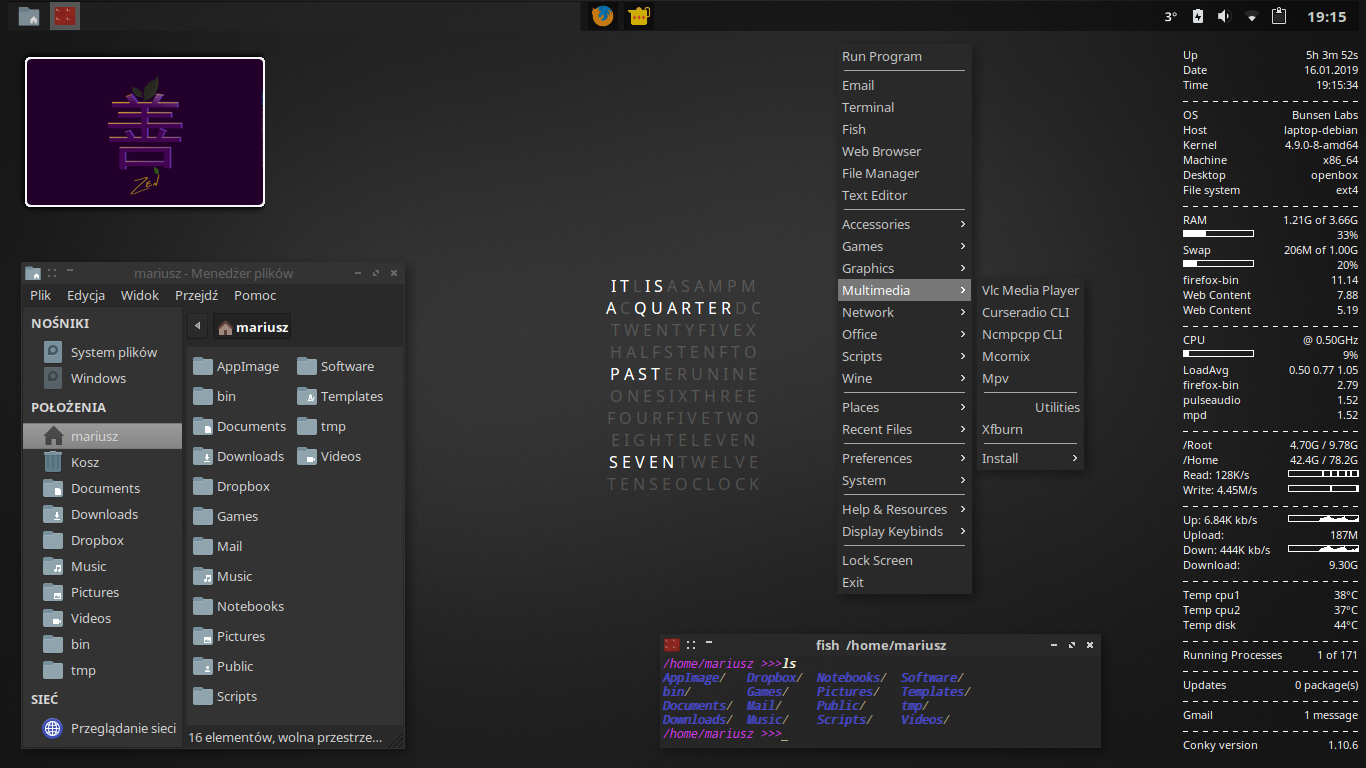 3° 19:15
善
Zen
mariusz - Menedżer plików
Plik Edycja Widok Przejdź Pomoc
NOŚNIKI
System plików
Windows
POŁOŻENIA
mariusz
Kosz
Documents
Downloads
Dropbox
Music
Pictures
Videos
bin
tmp
SIEĆ
Przeglądanie sieci
mariusz
AppImage Software
bin Templates
Documents tmp
Downloads Videos
Dropbox
Games
Mail
Music
Notebooks
Pictures
Public
Scripts
16 elementów, wolna przestrze...
ITLISASAMPM
ACQUARTERDC
TWENTYFIVEX
HALFSTENFTO
PASTERUNINE
ONESIXTHREE
FOURFIVETWO
EIGHTELEVEN
SEVENTWELVE
TENSEOCLOCK
Run Program
Email
Terminal
Fish
Web Browser
File Manager
Text Editor
Accessories
Games
Graphics
Multimedia
Network
Office
Scripts
Wine
Places
Recent Files
Preferences
System
Help & Resources
Display Keybinds
Lock Screen
Exit
Vlc Media Player
Curseradio CLI
Ncmpcpp CLI
Mcomix
Mpv
Utilities
Xfburn
Install
fish /home/mariusz
/home/mariusz >>>ls
AppImage/ Dropbox/ Notebooks/ Software/
bin/ Games/ Pictures/ Templates/
Documents/ Mail/ Public/ tmp/
Downloads/ Music/ Scripts/ Videos/
/home/mariusz >>>_
Up 5h 3m 52s
Date 16.01.2019
Time 19:15:34
OS Bunsen Labs
Host laptop-debian
Kernel 4.9.0-8-amd64
Machine x86_64
Desktop openbox
File system ext4
RAM 1.21G of 3.66G
33%
Swap 206M of 1.00G
20%
firefox-bin 11.14
Web Content 7.88
Web Content 5.19
CPU @ 0.50GHz
9%
LoadAvg 0.50 0.77 1.05
firefox-bin 2.79
pulseaudio 1.52
mpd 1.52
/Root 4.70G / 9.78G
/Home 42.4G / 78.2G
Read: 128K/s
Write: 4.45M/s
Up: 6.84K kb/s
Upload: 187M
Down: 444K kb/s
Download: 9.30G
Temp cpu1 38°C
Temp cpu2 37°C
Temp disk 44°C
Running Processes 1 of 171
Updates 0 package(s)
Gmail 1 message
Conky version 1.10.6